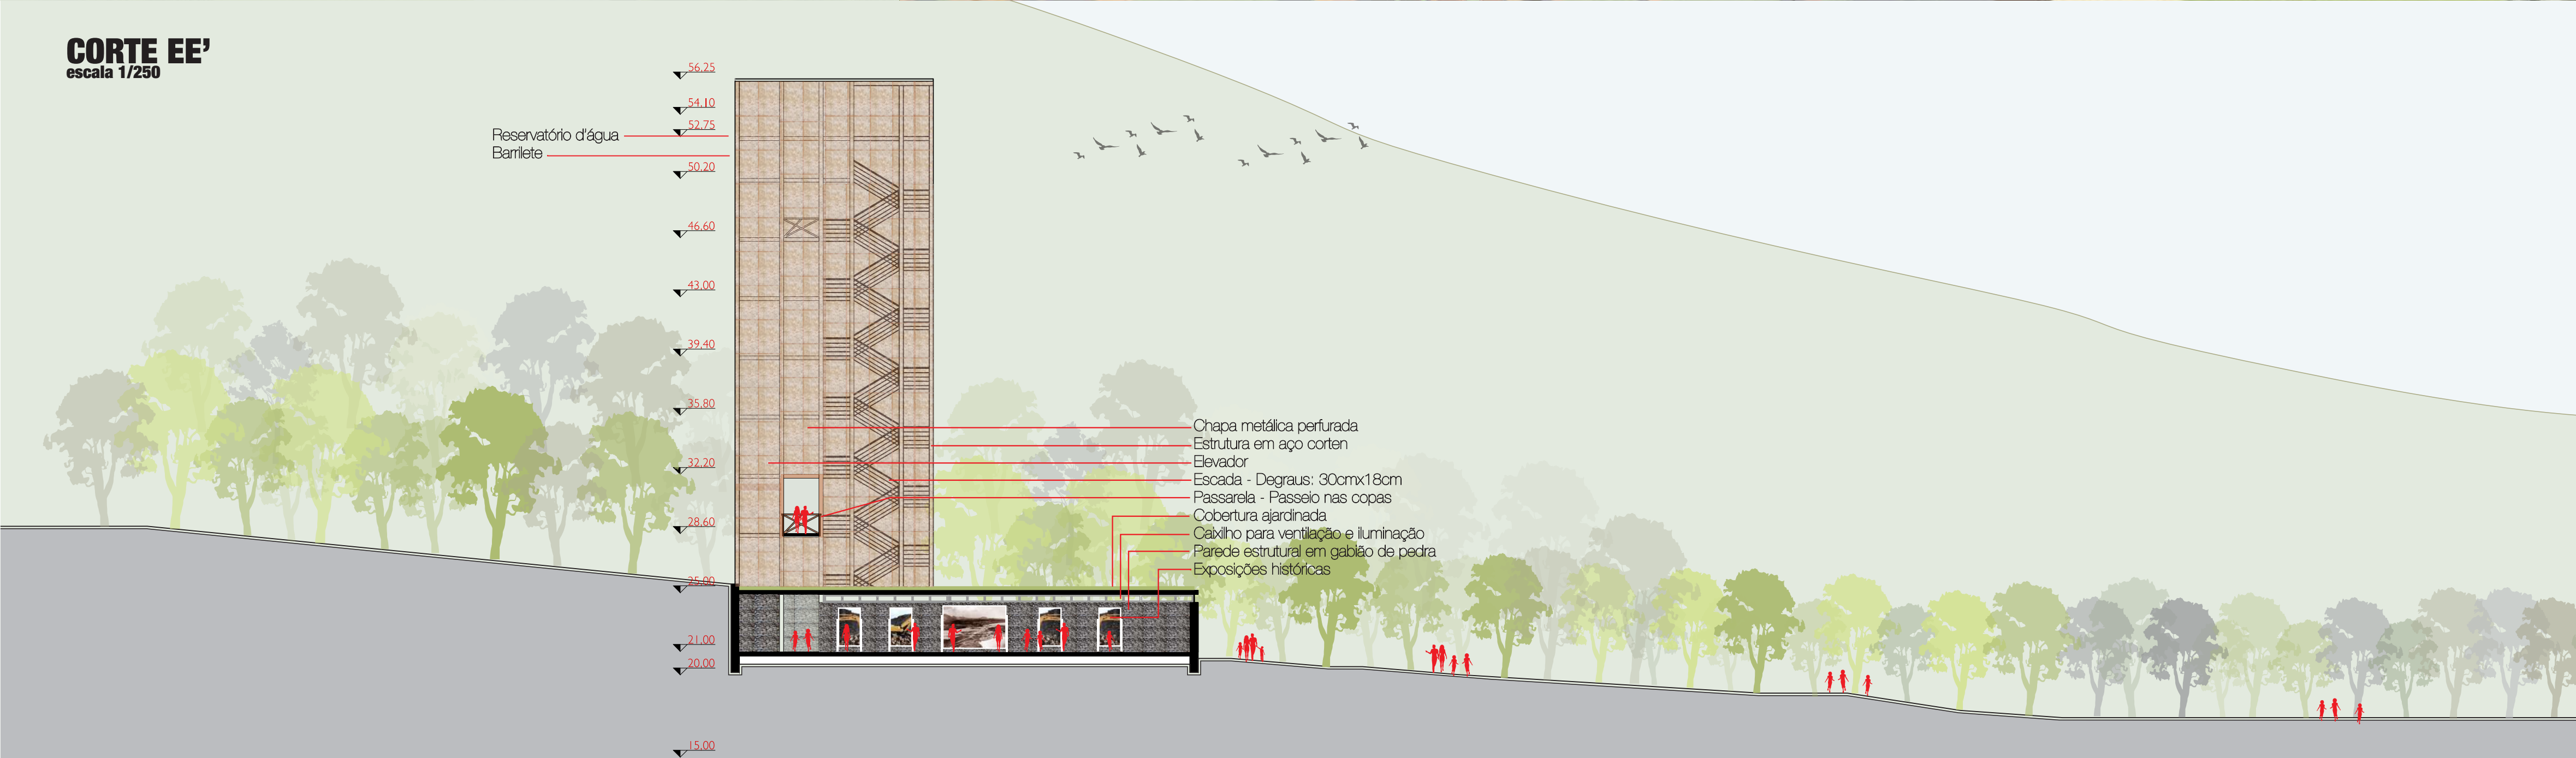 CORTE EE'
escala 1/250
56,25
54,10
52,75
Reservatório d'água
Barrilete
50,20
46,60
43,00
39,40
35,80
Chapa metálica perfurada
Estrutura em aço corten
Elevador
32,20
Escada - Degraus: 30cmx18cm
Passarela - Passeio nas copas
Cobertura ajardinada
28,60
Caixilho para ventilação e iluminação
Parede estrutural em gabião de pedra
Exposições históricas
25,00
21,00
20,00
15,00